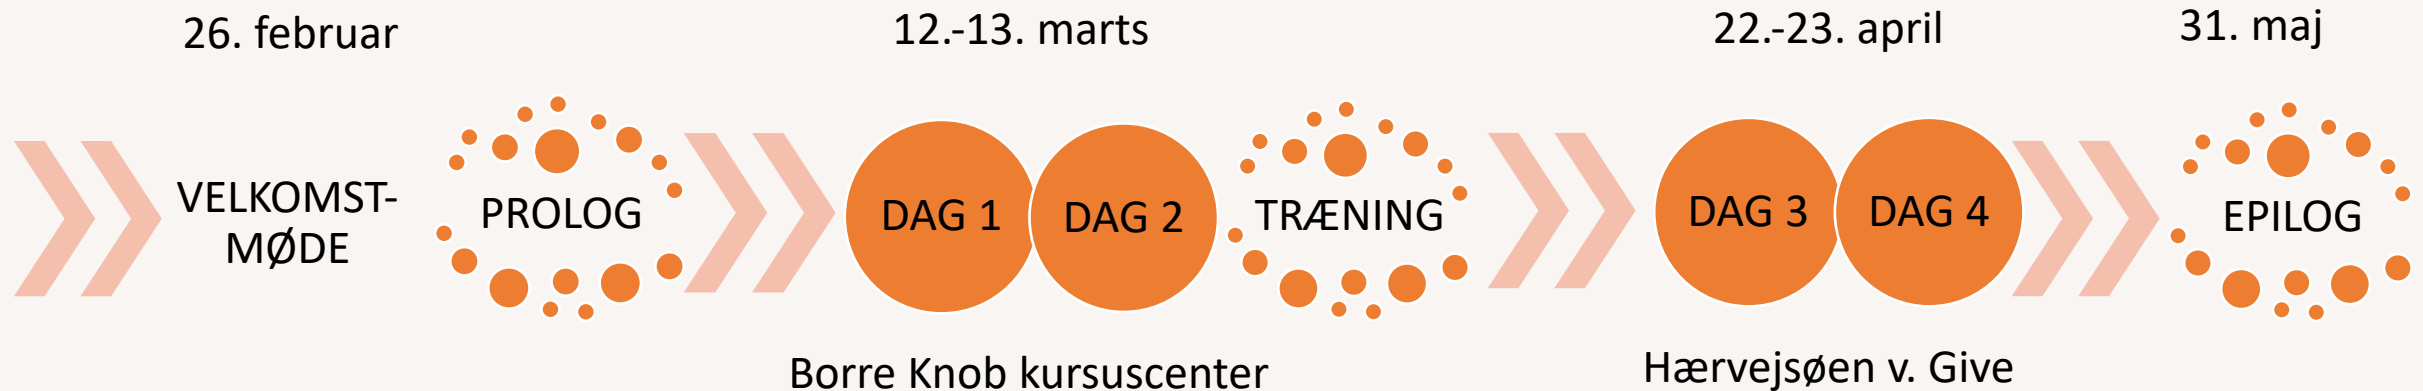 26. februar
12.-13. marts
22.-23. april
31. maj
VELKOMST-
MØDE
PROLOG
DAG 1
DAG 2
TRÆNING
DAG 3
DAG 4
EPILOG
Borre Knob kursuscenter
Hærvejsøen v. Give